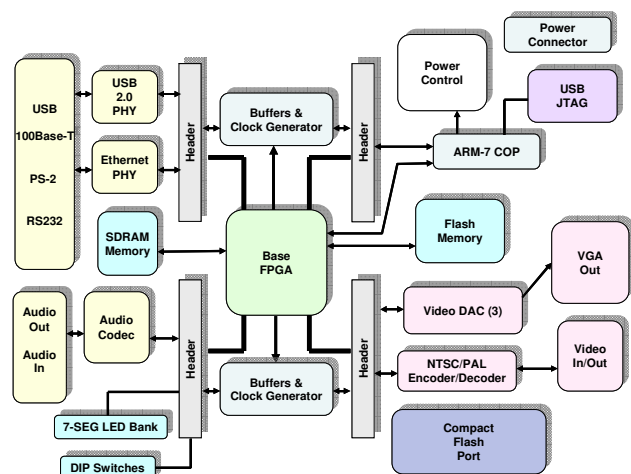 Power
Connector
Power
Control
USB
JTAG
USB
100Base-T
PS-2
RS232
USB
2.0
PHY
Ethernet
PHY
Header
Buffers &
Clock Generator
Header
ARM-7 COP
SDRAM
Memory
Base
FPGA
Flash
Memory
VGA
Out
Audio
Out
Audio
In
Audio
Codec
Header
Buffers &
Clock Generator
Header
Video DAC (3)
NTSC/PAL
Encoder/Decoder
Video
In/Out
7-SEG LED Bank
DIP Switches
Compact
Flash
Port